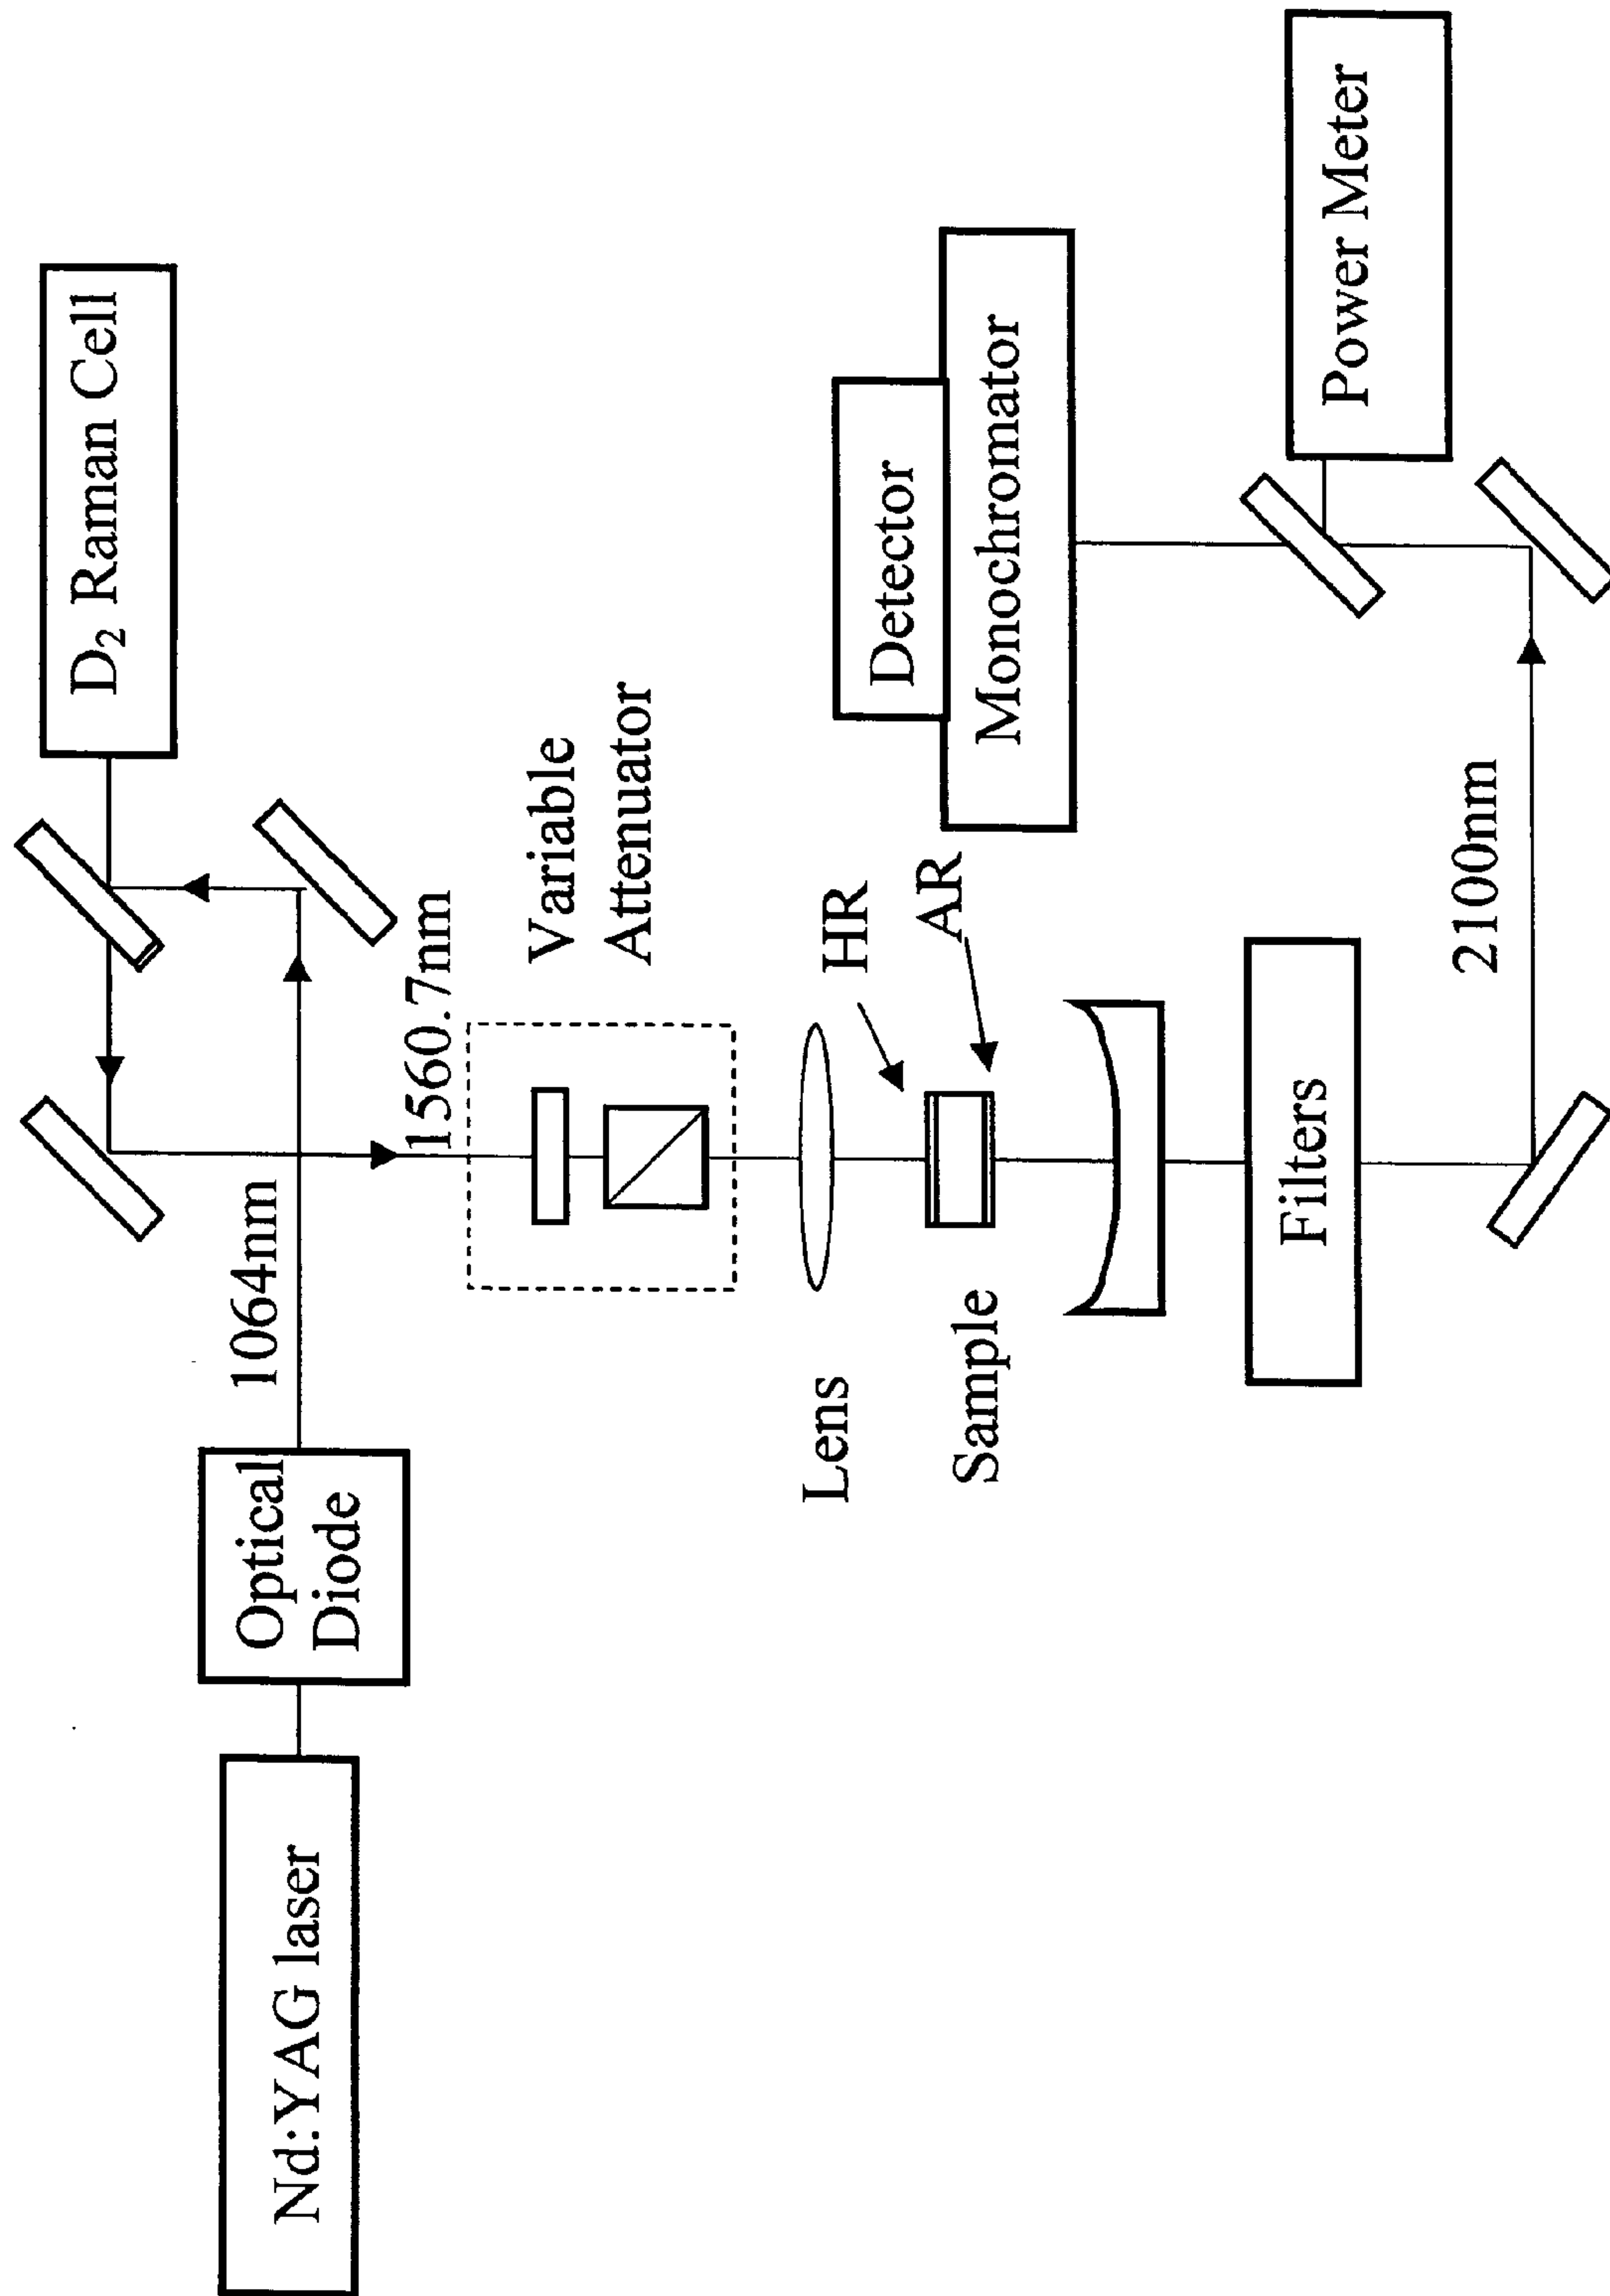 D₂ Raman Cell
1064nm
Nd:YAG laser
Optical
Diode
1560.7nm
Variable
Attenuator
Lens
HR
AR
Sample
Detector
Monochromator
Filters
2100nm
Power Meter